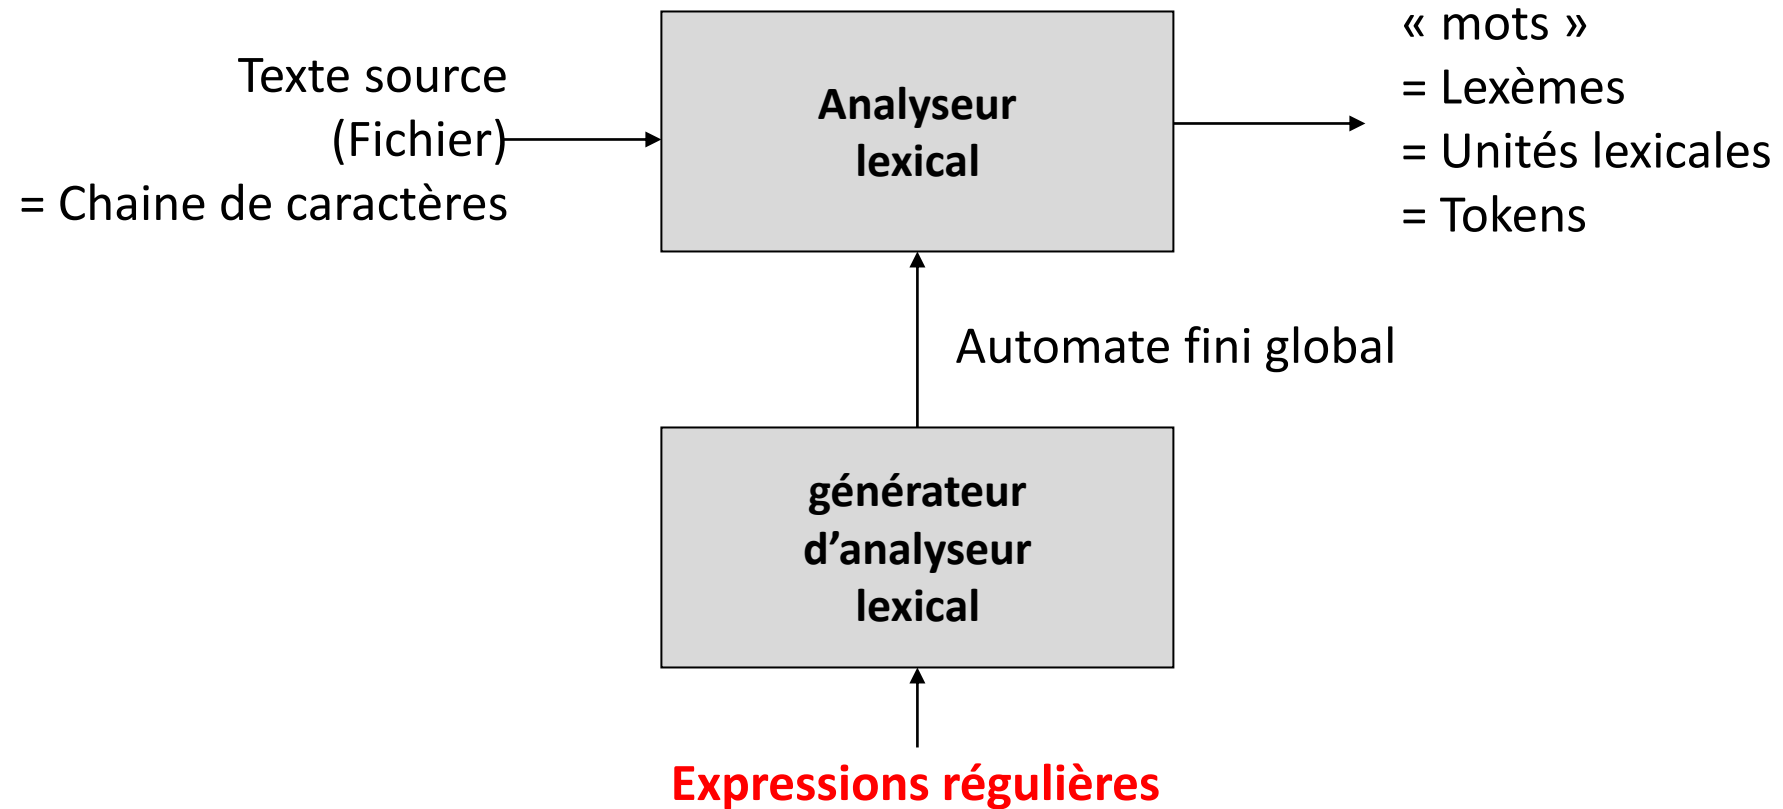 Texte source
(Fichier)
= Chaine de caractères
Analyseur
lexical
« mots »
= Lexèmes
= Unités lexicales
= Tokens
Automate fini global
générateur
d’analyseur
lexical
Expressions régulières